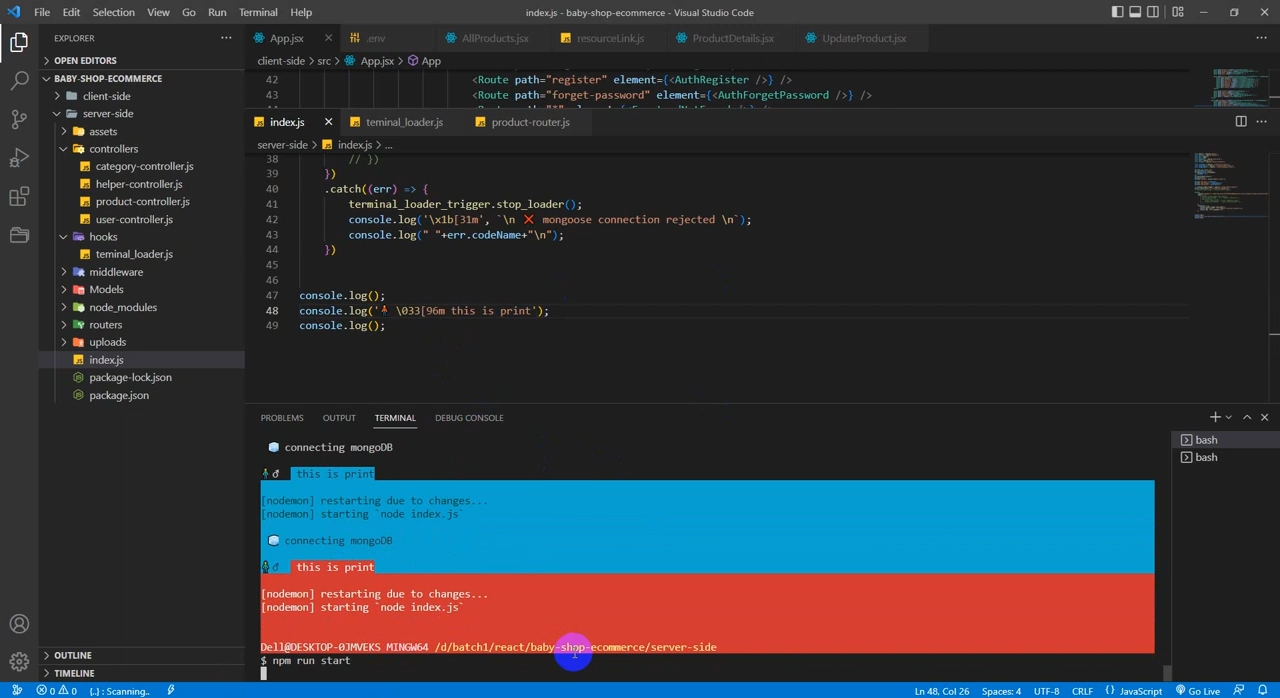 File Edit Selection View Go Run Terminal Help
index.js - baby-shop-ecommerce - Visual Studio Code
EXPLORER
OPEN EDITORS
BABY-SHOP-ECOMMERCE
client-side
server-side
assets
controllers
category-controller.js
helper-controller.js
product-controller.js
user-controller.js
hooks
teminal_loader.js
middleware
Models
node_modules
routers
uploads
index.js
package-lock.json
package.json
OUTLINE
TIMELINE
App.jsx .env AllProducts.jsx resourceLink.js ProductDetails.jsx UpdateProduct.jsx
client-side > src > App.jsx > App
42 <Route path="register" element={<AuthRegister />} />
43 <Route path="forget-password" element={<AuthForgetPassword />} />
index.js teminal_loader.js product-router.js
server-side > index.js > ...
38 // })
39 })
40 .catch((err) => {
41 terminal_loader_trigger.stop_loader();
42 console.log('\x1b[31m', `\n ❌ mongoose connection rejected \n`);
43 console.log(" "+err.codeName+"\n");
44 })
45
46
47 console.log();
48 console.log('🧍 \033[96m this is print');
49 console.log();
PROBLEMS OUTPUT TERMINAL DEBUG CONSOLE
connecting mongoDB
♂ this is print
[nodemon] restarting due to changes...
[nodemon] starting `node index.js`
connecting mongoDB
♂ this is print
[nodemon] restarting due to changes...
[nodemon] starting `node index.js`
Dell@DESKTOP-0JMVEKS MINGW64 /d/batch1/react/baby-shop-ecommerce/server-side
$ npm run start
bash
bash
0 0 {..} : Scanning.. Ln 48, Col 26 Spaces: 4 UTF-8 CRLF {} JavaScript Go Live